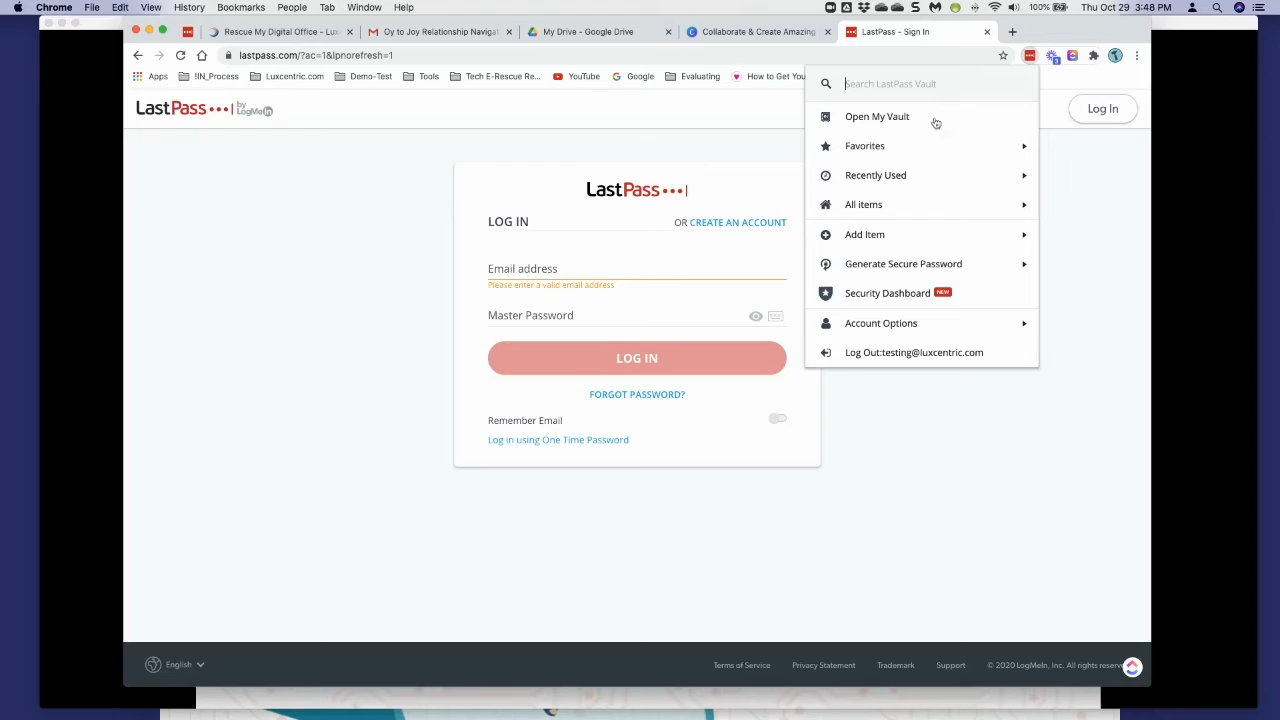 Chrome File Edit View History Bookmarks People Tab Window Help 100% Thu Oct 29 3:48 PM
Rescue My Digital Office - Lux
Oy to Joy Relationship Navigat
My Drive - Google Drive
Collaborate & Create Amazing
LastPass - Sign In
lastpass.com/?ac=1&lpnorefresh=1
Apps !IN_Process Luxcentric.com Demo-Test Tools Tech E-Rescue Re... YouTube Google Evaluating How to Get You
LastPass by LogMeIn
Log In
Search LastPass Vault
Open My Vault
Favorites
Recently Used
All items
Add Item
Generate Secure Password
Security Dashboard NEW
Account Options
Log Out:testing@luxcentric.com
LastPass
LOG IN
OR CREATE AN ACCOUNT
Email address
Please enter a valid email address
Master Password
LOG IN
FORGOT PASSWORD?
Remember Email
Log in using One Time Password
English
Terms of Service Privacy Statement Trademark Support © 2020 LogMeIn, Inc. All rights reserv